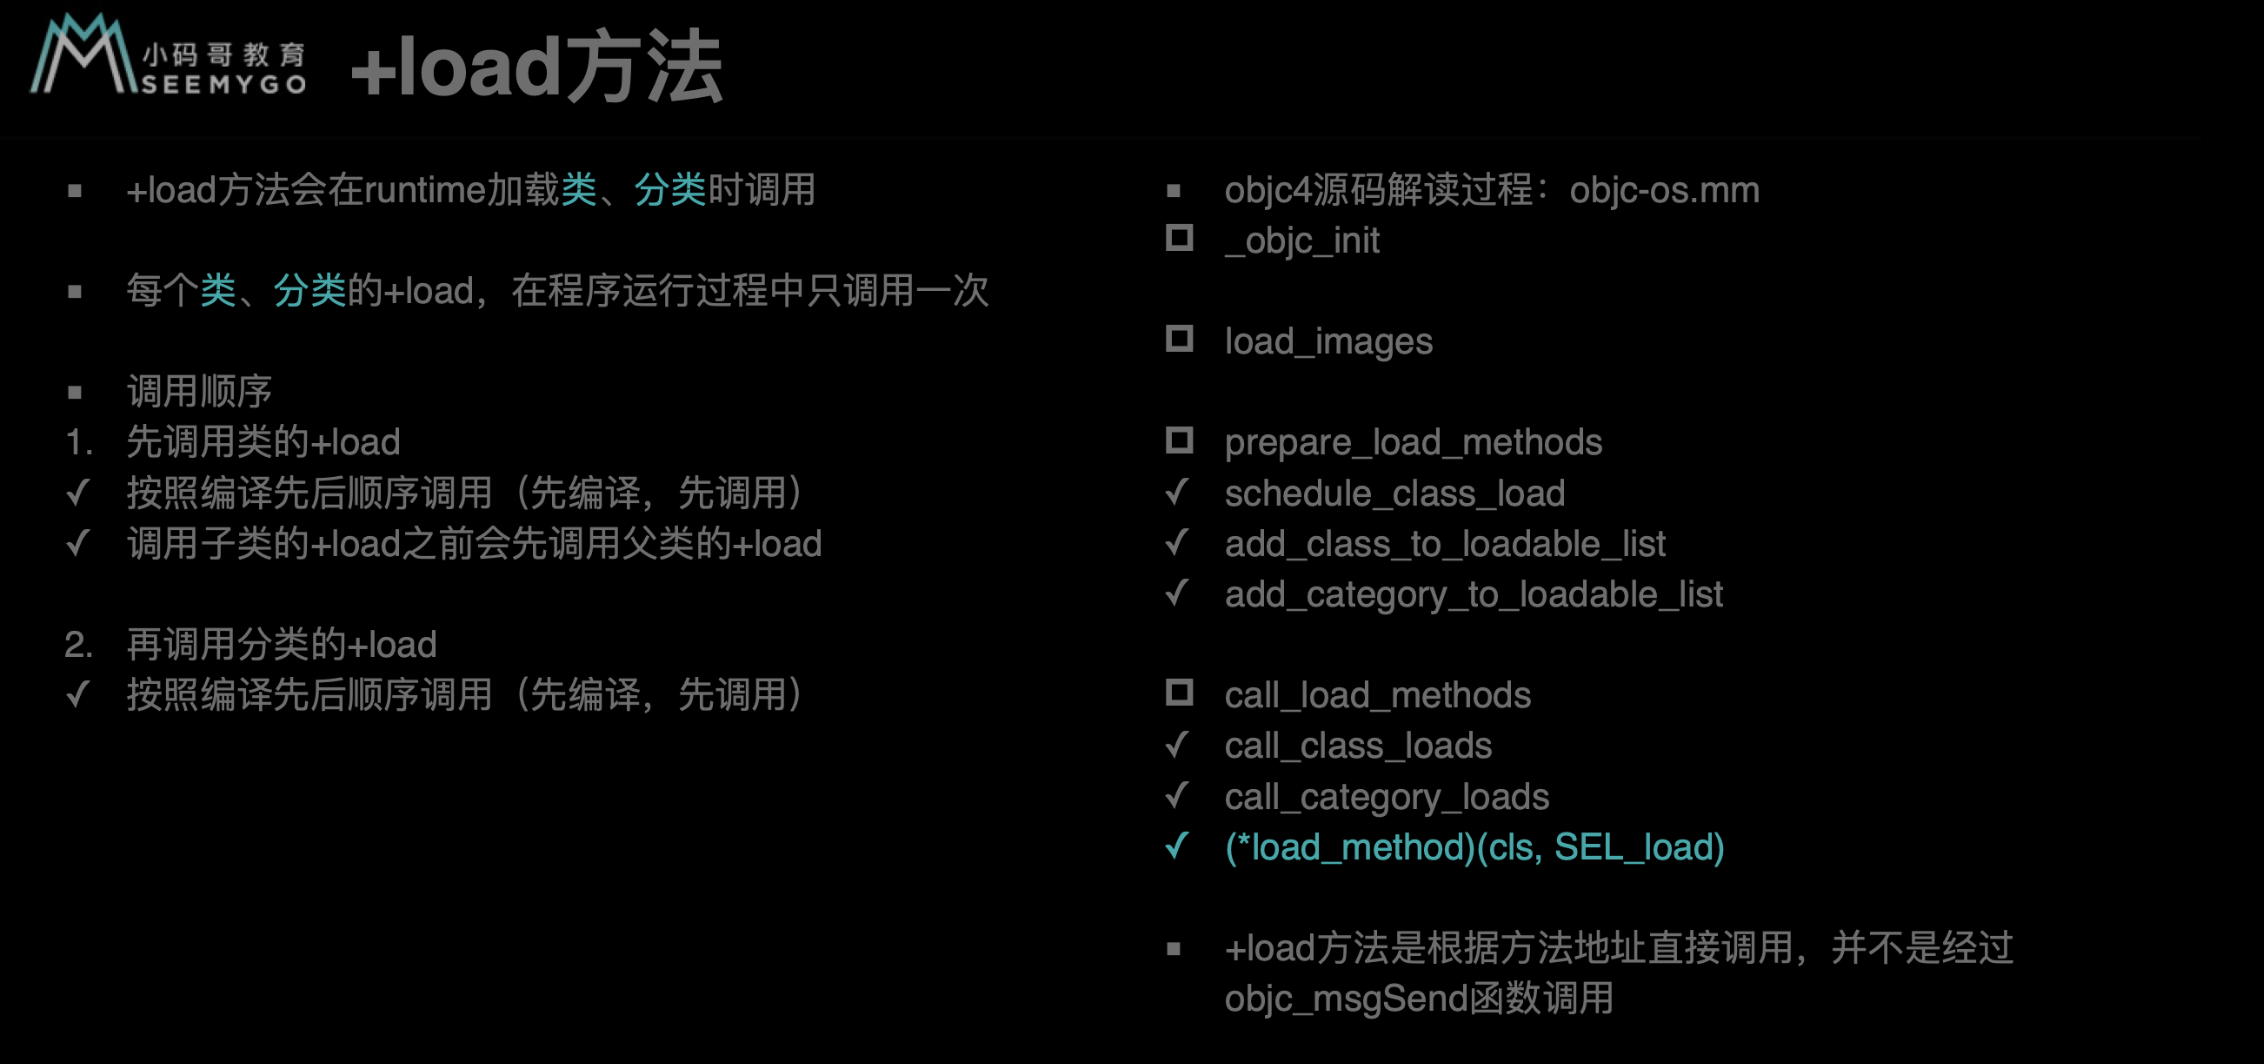 小码哥教育
SEEMYGO
+load方法
▪ +load方法会在runtime加载类、分类时调用
▪ 每个类、分类的+load，在程序运行过程中只调用一次
▪ 调用顺序
1. 先调用类的+load
✓ 按照编译先后顺序调用（先编译，先调用）
✓ 调用子类的+load之前会先调用父类的+load
2. 再调用分类的+load
✓ 按照编译先后顺序调用（先编译，先调用）
▪ objc4源码解读过程：objc-os.mm
□ _objc_init
□ load_images
□ prepare_load_methods
✓ schedule_class_load
✓ add_class_to_loadable_list
✓ add_category_to_loadable_list
□ call_load_methods
✓ call_class_loads
✓ call_category_loads
✓ (*load_method)(cls, SEL_load)
▪ +load方法是根据方法地址直接调用，并不是经过
objc_msgSend函数调用